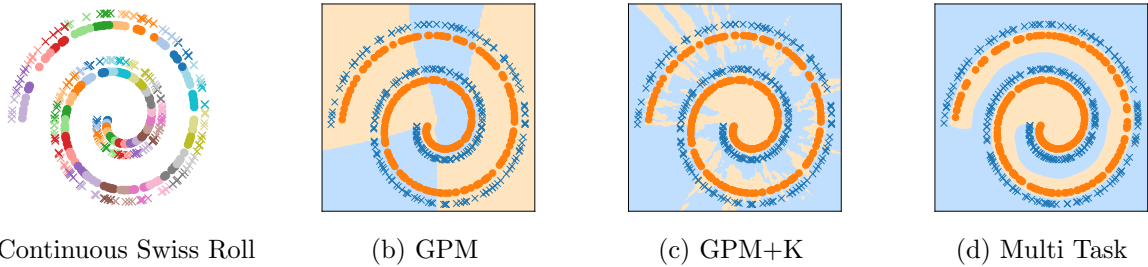 Continuous Swiss Roll
(b) GPM
(c) GPM+K
(d) Multi Task